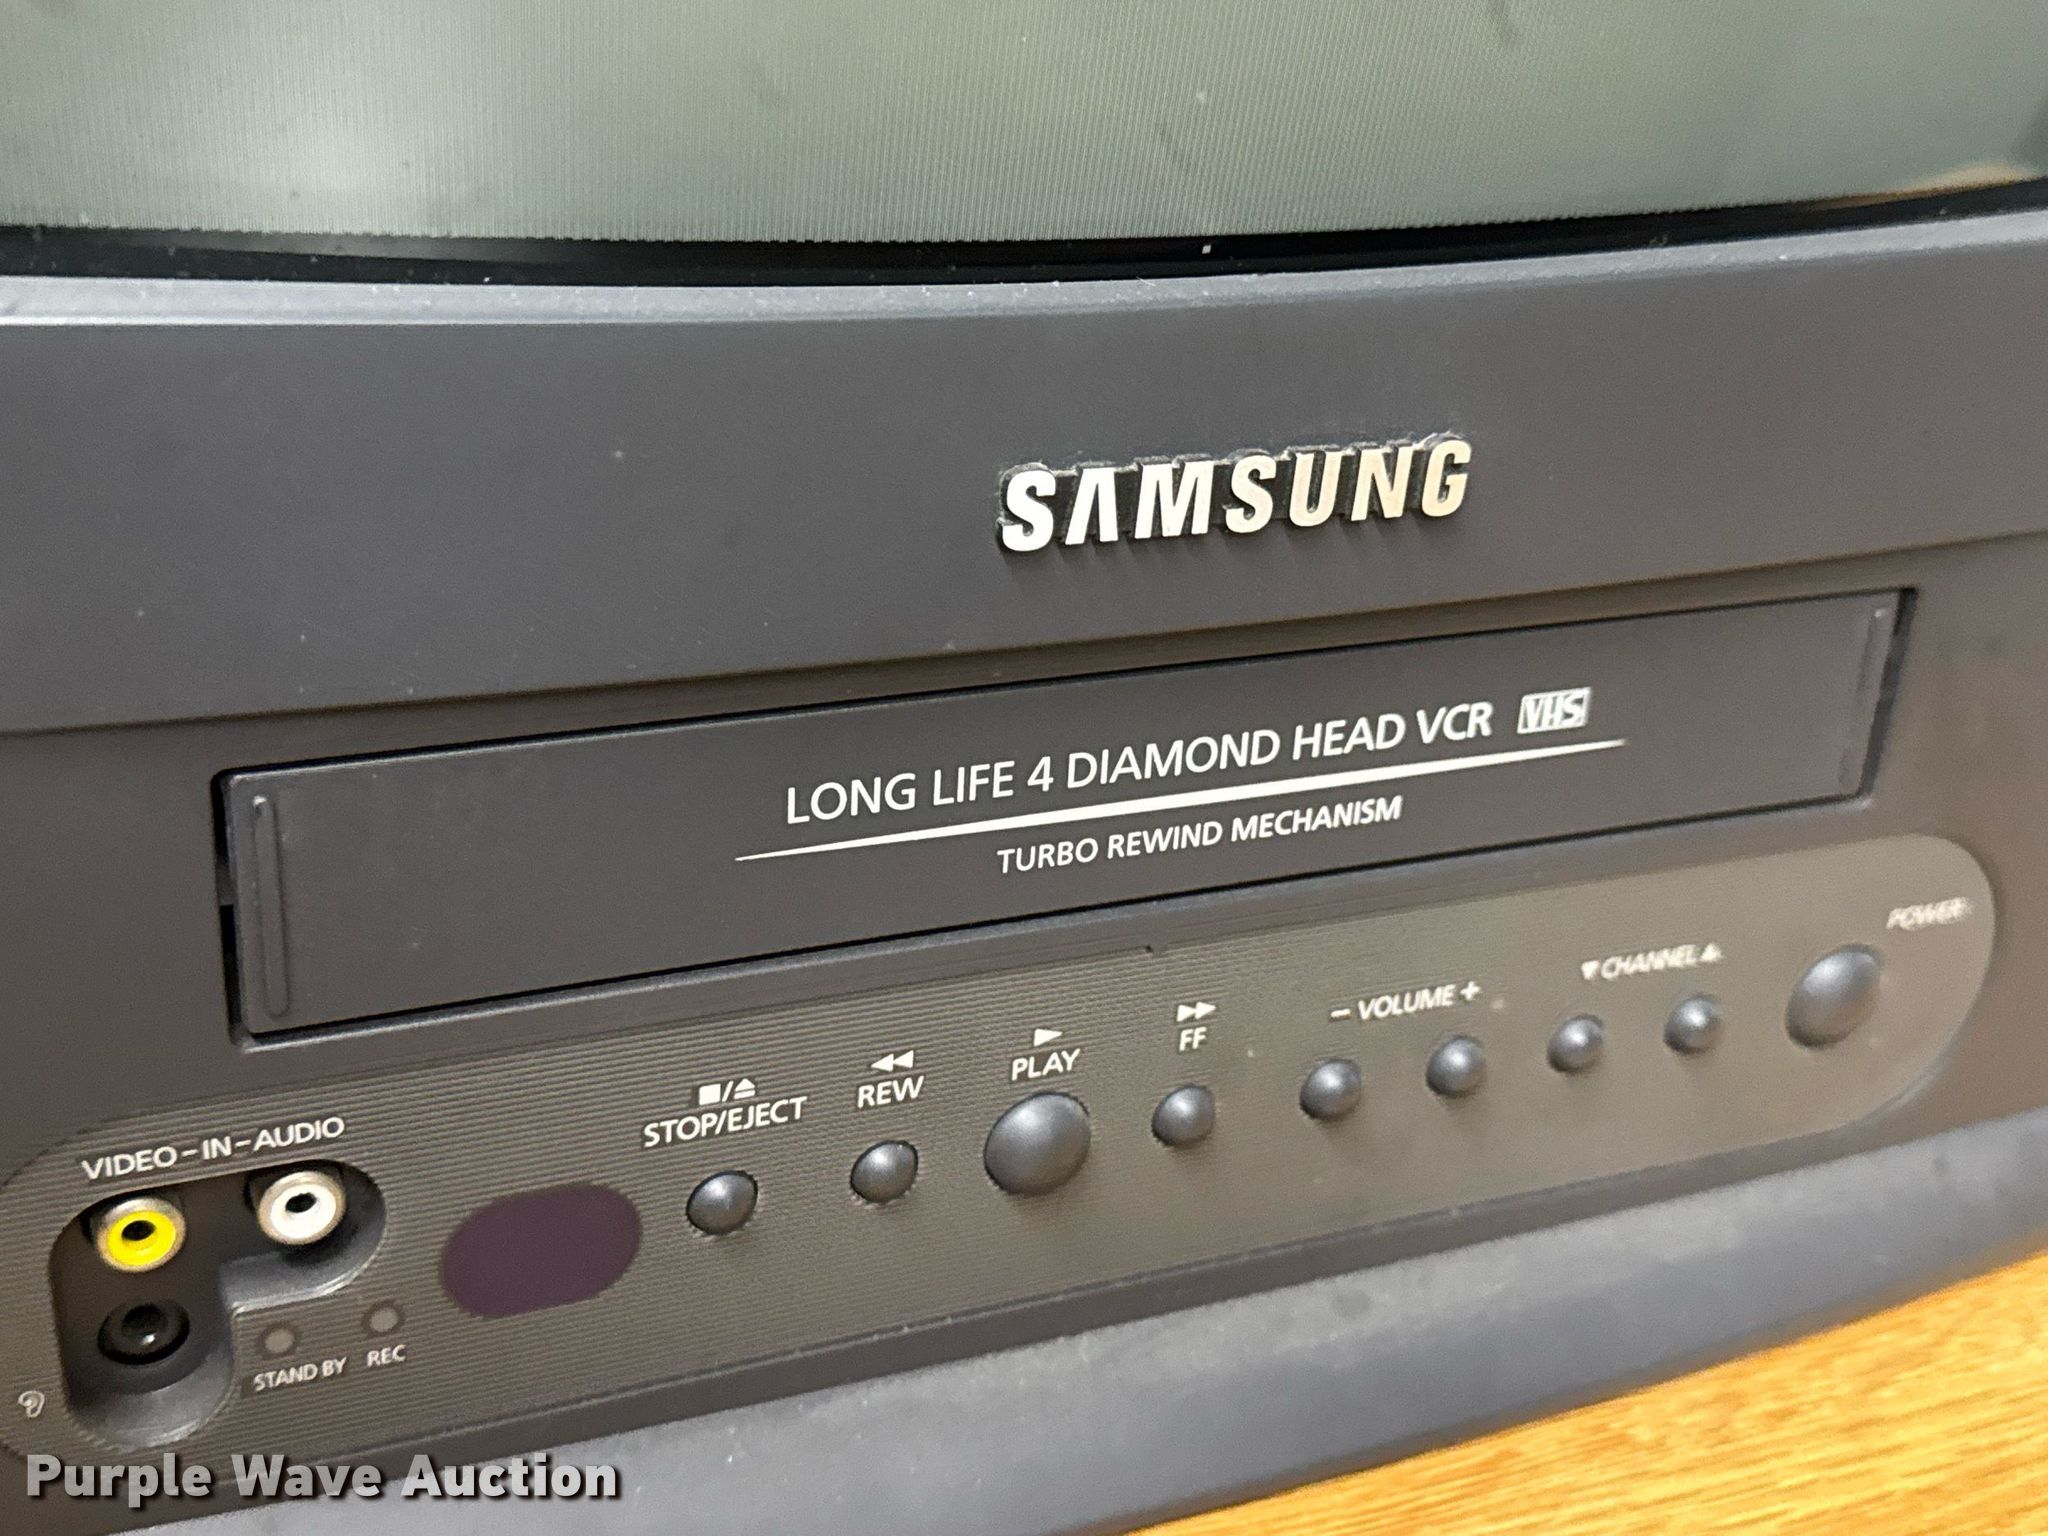 SAMSUNG
LONG LIFE 4 DIAMOND HEAD VCR VHS
TURBO REWIND MECHANISM
POWER
▼ CHANNEL ▲
– VOLUME +
▶▶
FF
▶
PLAY
◀◀
REW
■/⏏
STOP/EJECT
VIDEO–IN–AUDIO
STAND BY REC
Purple Wave Auction